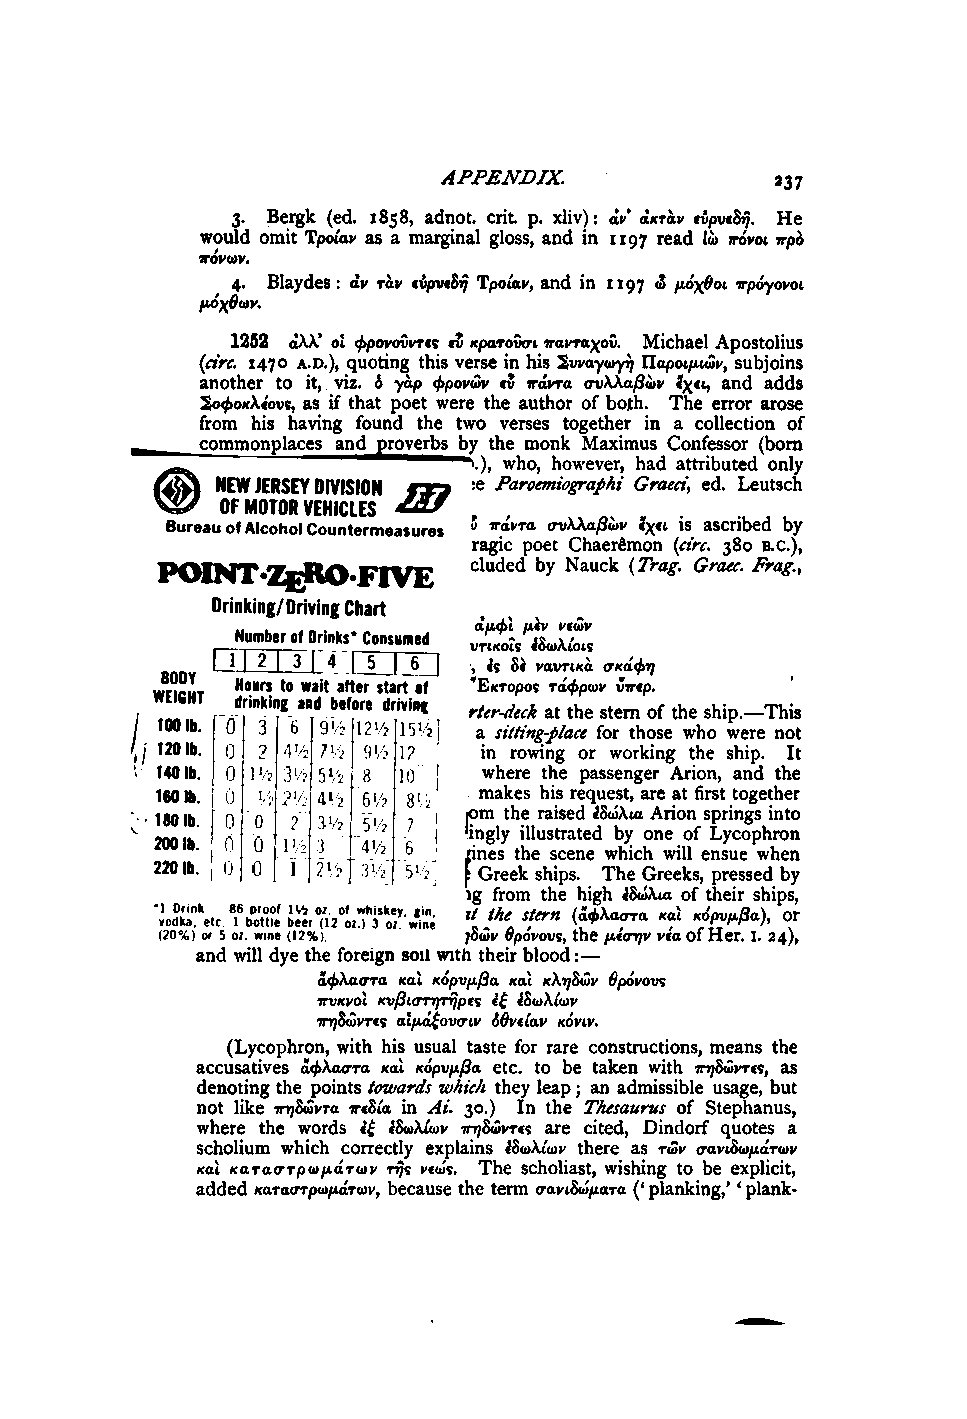 APPENDIX. 237
3. Bergk (ed. 1858, adnot. crit. p. xliv): ἀν' ἀκτὰν εὐρυεδῆ. He
would omit Τροίαν as a marginal gloss, and in 1197 read ἰὼ πόνοι πρὸ
πόνων.
4. Blaydes: ἀν τὰν εὐρυεδῆ Τροίαν, and in 1197 ὦ μόχθοι πρόγονοι
μόχθων.
1252 ἀλλ' οἱ φρονοῦντες εὖ κρατοῦσι πανταχοῦ. Michael Apostolius
(circ. 1470 A.D.), quoting this verse in his Συναγωγὴ Παροιμιῶν, subjoins
another to it, viz. ὁ γὰρ φρονῶν εὖ πάντα συλλαβὼν ἔχει, and adds
Σοφοκλέους, as if that poet were the author of both. The error arose
from his having found the two verses together in a collection of
commonplaces and proverbs by the monk Maximus Confessor (born
.), who, however, had attributed only
e Paroemiographi Graeci, ed. Leutsch
ὖ πάντα συλλαβὼν ἔχει is ascribed by
ragic poet Chaerêmon (circ. 380 B.C.),
cluded by Nauck (Trag. Graec. Frag.,
ἀμφὶ μὲν νεῶν
υτικοῖς ἑδωλίοις
, ἐς δὲ ναυτικὰ σκάφη
Ἕκτορος τάφρων ὕπερ.
rter-deck at the stem of the ship.—This
a sitting-place for those who were not
in rowing or working the ship. It
where the passenger Arion, and the
makes his request, are at first together
om the raised ἑδώλια Arion springs into
ingly illustrated by one of Lycophron
ines the scene which will ensue when
Greek ships. The Greeks, pressed by
ng from the high ἑδώλια of their ships,
ut the stern (ἄφλαστα καὶ κόρυμβα), or
ηδῶν θρόνους, the μέσην νέα of Her. 1. 24),
NEW JERSEY DIVISION
OF MOTOR VEHICLES
Bureau of Alcohol Countermeasures
POINT·ZERO·FIVE
Drinking/Driving Chart
Number of Drinks* Consumed
1 2 3 4 5 6
BODY
WEIGHT
Hours to wait after start of
drinking and before driving
100 lb. 0 3 6 9½ 12½ 15½
120 lb. 0 2 4½ 7½ 9½ 12
140 lb. 0 1½ 3½ 5½ 8 10
160 lb. 0 ½ 2½ 4½ 6½ 8½
180 lb. 0 0 2 3½ 5½ 7
200 lb. 0 0 1½ 3 4½ 6
220 lb. 0 0 1 2½ 3½ 5½
*1 Drink 86 proof 1½ oz. of whiskey, gin,
vodka, etc. 1 bottle beer (12 oz.) 3 oz. wine
(20%) or 5 oz. wine (12%).
and will dye the foreign soil with their blood:—
ἄφλαστα καὶ κόρυμβα καὶ κληδῶν θρόνους
πυκνοὶ κυβιστητῆρες ἐξ ἑδωλίων
πηδῶντες αἱμάξουσιν ὀθνείαν κόνιν.
(Lycophron, with his usual taste for rare constructions, means the
accusatives ἄφλαστα καὶ κόρυμβα etc. to be taken with πηδῶντες, as
denoting the points towards which they leap; an admissible usage, but
not like πηδῶντα πεδία in Ai. 30.) In the Thesaurus of Stephanus,
where the words ἐξ ἑδωλίων πηδῶντες are cited, Dindorf quotes a
scholium which correctly explains ἑδωλίων there as τῶν σανιδωμάτων
καὶ καταστρωμάτων τῆς νεώς. The scholiast, wishing to be explicit,
added καταστρωμάτων, because the term σανιδώματα ('planking,' 'plank-